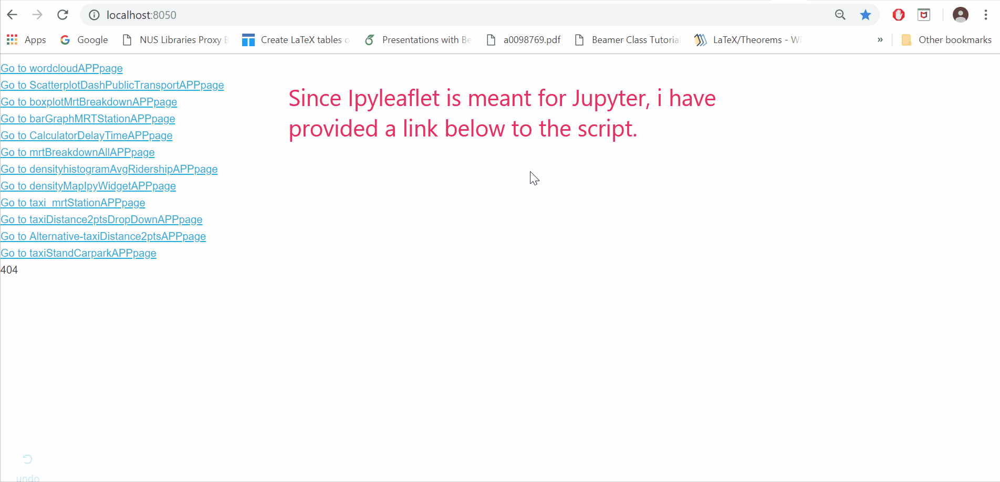 localhost:8050
Apps Google NUS Libraries Proxy Create LaTeX tables o Presentations with Be a0098769.pdf Beamer Class Tutorial LaTeX/Theorems - Wi » Other bookmarks
Go to wordcloudAPPpage
Go to ScatterplotDashPublicTransportAPPpage
Go to boxplotMrtBreakdownAPPpage
Go to barGraphMRTStationAPPpage
Go to CalculatorDelayTimeAPPpage
Go to mrtBreakdownAllAPPpage
Go to densityhistogramAvgRidershipAPPpage
Go to densityMapIpyWidgetAPPpage
Go to taxi_mrtStationAPPpage
Go to taxiDistance2ptsDropDownAPPpage
Go to Alternative-taxiDistance2ptsAPPpage
Go to taxiStandCarparkAPPpage
404
Since Ipyleaflet is meant for Jupyter, i have
provided a link below to the script.
undo